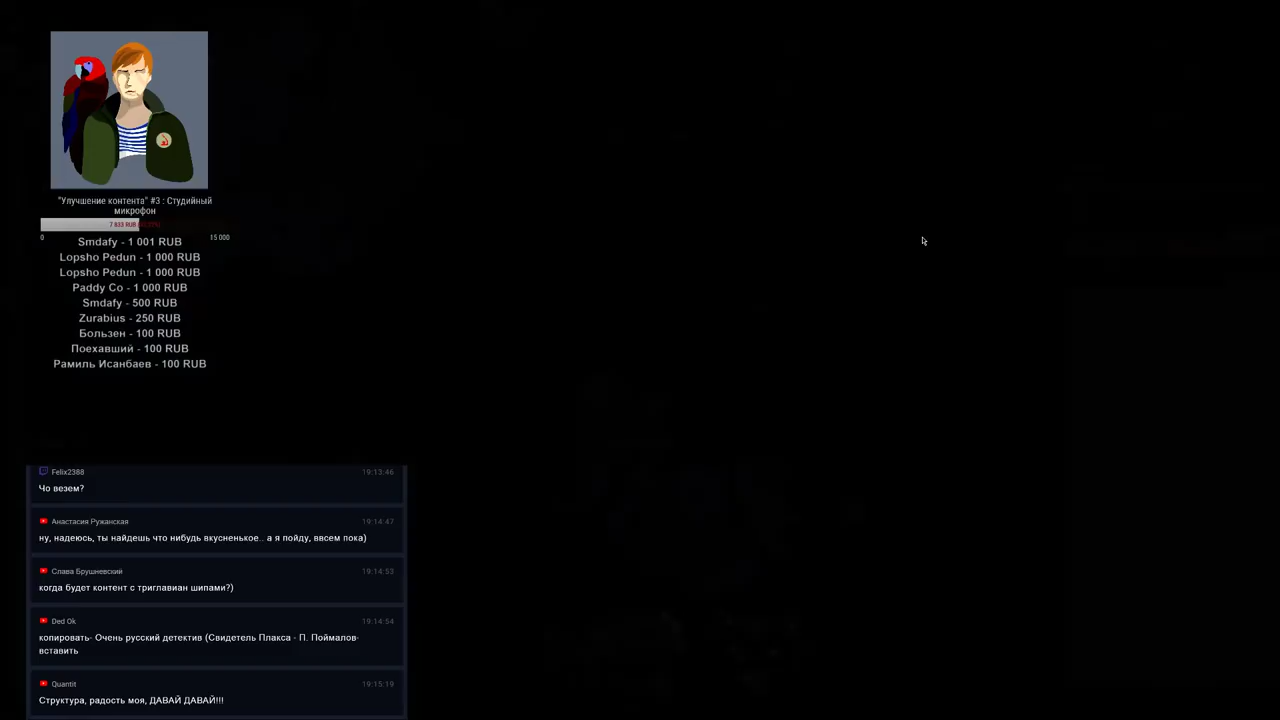 "Улучшение контента" #3 : Студийный
микрофон
7 833 RUB
0
15 000
Smdafy - 1 001 RUB
Lopsho Pedun - 1 000 RUB
Lopsho Pedun - 1 000 RUB
Paddy Co - 1 000 RUB
Smdafy - 500 RUB
Zurabius - 250 RUB
Бользен - 100 RUB
Поехавший - 100 RUB
Рамиль Исанбаев - 100 RUB
Felix2388 19:13:46
Чо везем?
Анастасия Ружанская 19:14:47
ну, надеюсь, ты найдешь что нибудь вкусненькое.. а я пойду, ввсем пока)
Слава Брушневский 19:14:53
когда будет контент с триглавиан шипами?)
Ded Ok 19:14:54
копировать- Очень русский детектив (Свидетель Плакса - П. Поймалов-
вставить
Quantit 19:15:19
Структура, радость моя, ДАВАЙ ДАВАЙ!!!